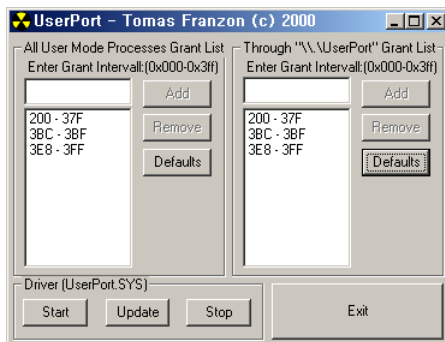 UserPort - Tomas Franzon (c) 2000
All User Mode Processes Grant List
Enter Grant Intervall:(0x000-0x3ff)
Add
200 - 37F
3BC - 3BF
3E8 - 3FF
Remove
Defaults
Through "\\.\UserPort" Grant List
Enter Grant Intervall:(0x000-0x3ff)
Add
200 - 37F
3BC - 3BF
3E8 - 3FF
Remove
Defaults
Driver (UserPort.SYS)
Start Update Stop
Exit